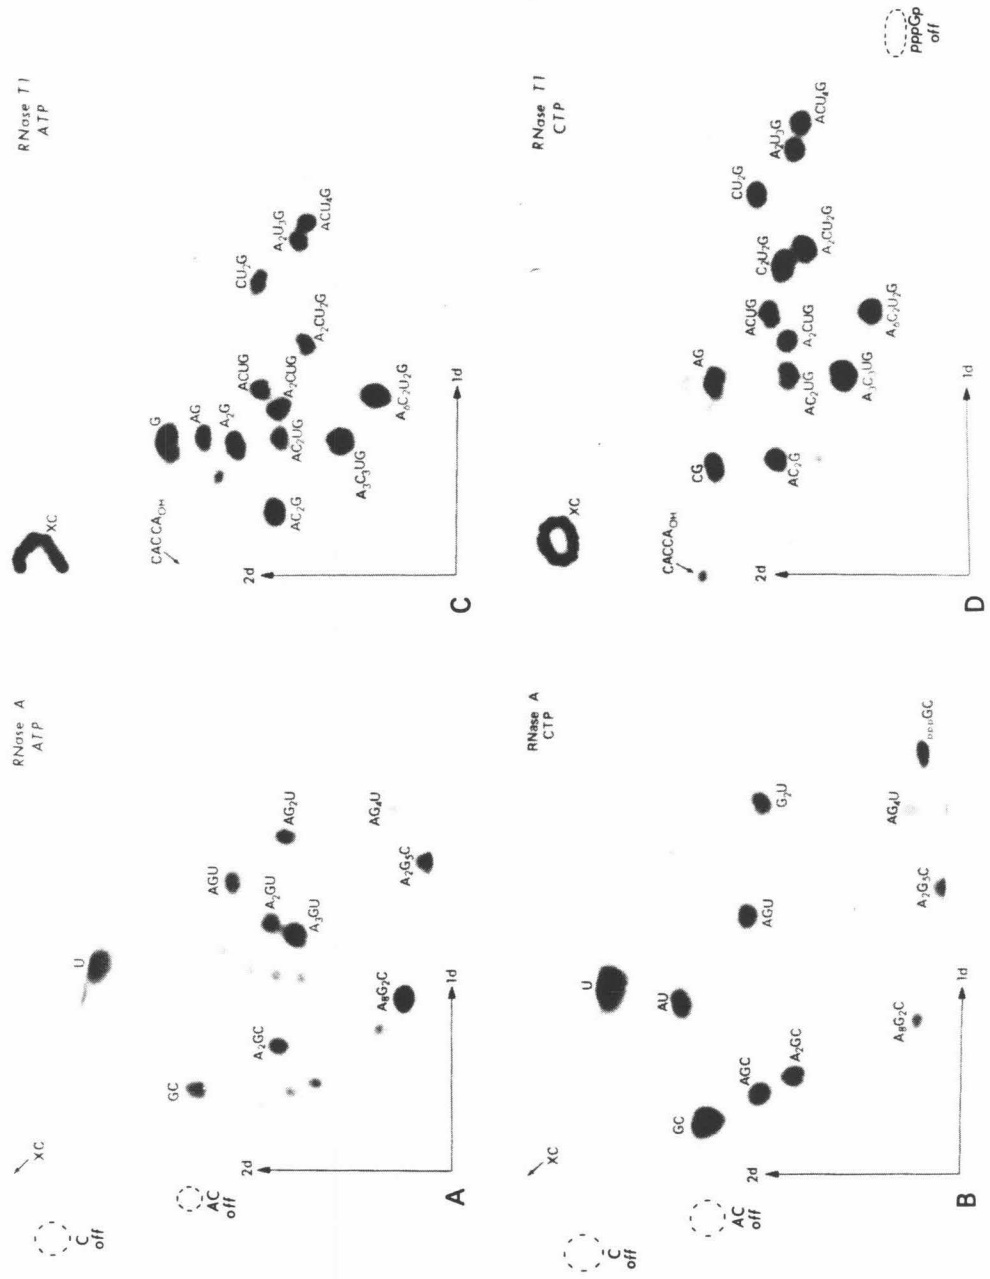 RNase A
ATP
U
AGU
AG₂U
GC
A₂GU
A₂GC
A₃GU
AG₄U
A₈G₂C
A₂G₅C
XC
C
off
AC
off
2d
1d
A
RNase T1
ATP
XC
G
AG
A₂G
CU₂G
A₂U₃G
ACU₄G
CACCA_OH
ACUG
A₂CUG
A₂CU₂G
AC₂G
AC₂UG
A₃C₃UG
A₆C₂U₂G
2d
1d
C
RNase A
CTP
U
AU
AGU
G₂U
GC
AGC
A₂GC
AG₄U
A₈G₂C
A₂G₅C
pppGC
XC
C
off
AC
off
2d
1d
B
RNase T1
CTP
XC
CACCA_OH
CG
AG
ACUG
C₂U₂G
CU₂G
A₂U₃G
ACU₄G
AC₂G
AC₂UG
A₂CUG
A₂CU₂G
A₃C₃UG
A₆C₂U₂G
pppGp
off
2d
1d
D